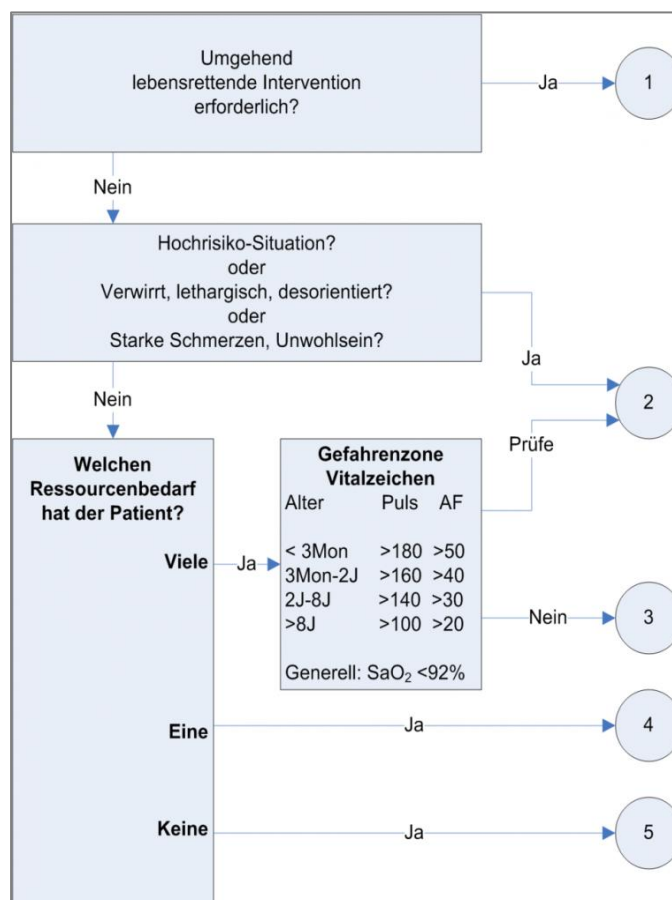 Umgehend
lebensrettende Intervention
erforderlich?
Ja
1
Nein
Hochrisiko-Situation?
oder
Verwirrt, lethargisch, desorientiert?
oder
Starke Schmerzen, Unwohlsein?
Ja
2
Nein
Prüfe
Welchen
Ressourcenbedarf
hat der Patient?
Viele
Ja
Gefahrenzone
Vitalzeichen
Alter Puls AF
< 3Mon >180 >50
3Mon-2J >160 >40
2J-8J >140 >30
>8J >100 >20
Generell: SaO₂ <92%
Nein
3
Eine
Ja
4
Keine
Ja
5